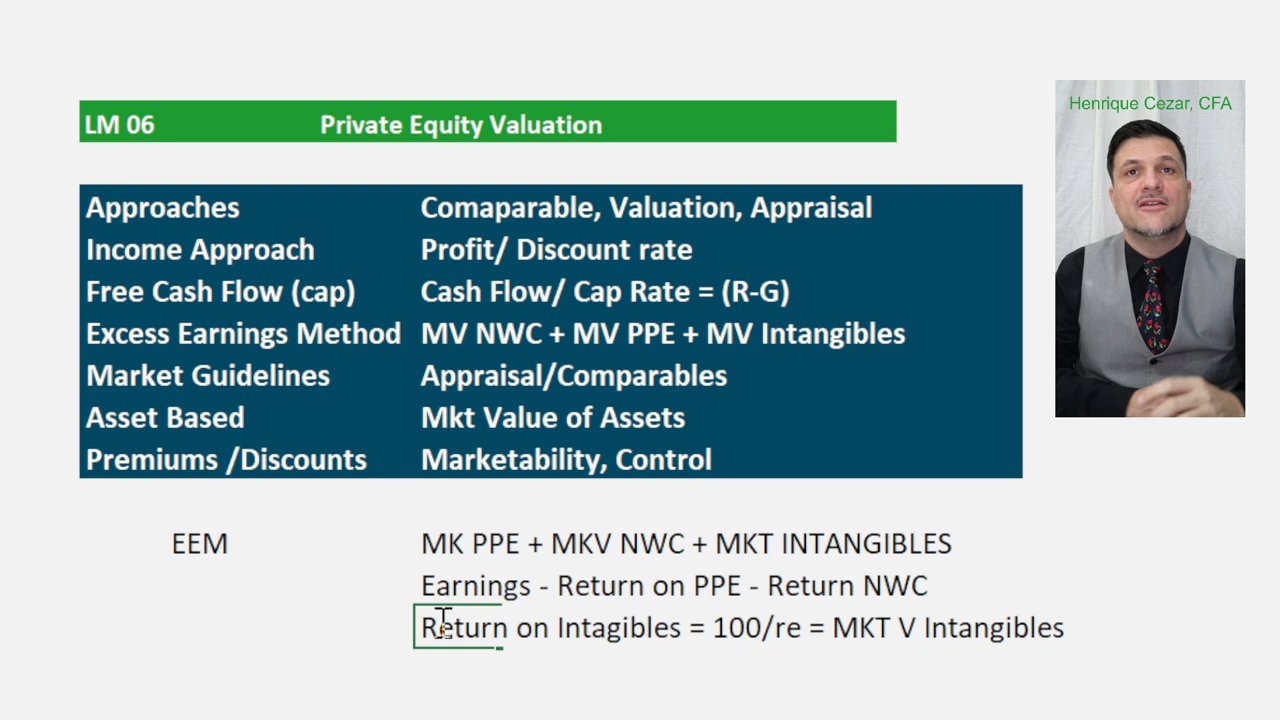 Henrique Cezar, CFA
LM 06 Private Equity Valuation
Approaches Comaparable, Valuation, Appraisal
Income Approach Profit/ Discount rate
Free Cash Flow (cap) Cash Flow/ Cap Rate = (R-G)
Excess Earnings Method MV NWC + MV PPE + MV Intangibles
Market Guidelines Appraisal/Comparables
Asset Based Mkt Value of Assets
Premiums /Discounts Marketability, Control
EEM MK PPE + MKV NWC + MKT INTANGIBLES
Earnings - Return on PPE - Return NWC
Return on Intagibles = 100/re = MKT V Intangibles